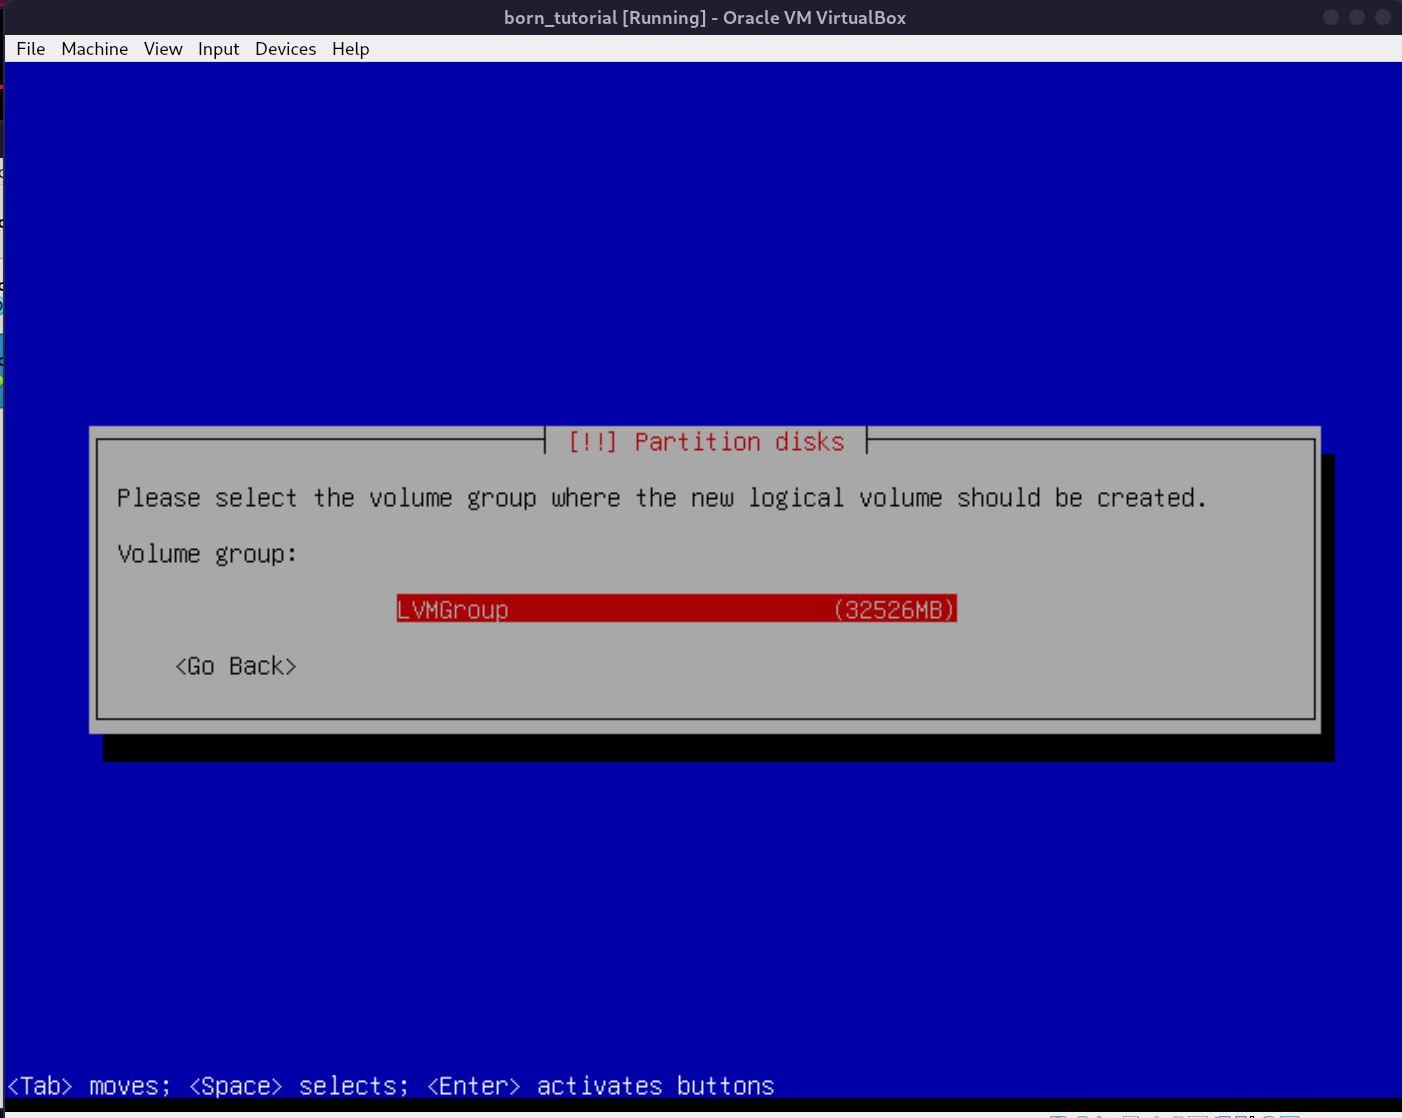 born_tutorial [Running] - Oracle VM VirtualBox
File Machine View Input Devices Help
[!!] Partition disks
Please select the volume group where the new logical volume should be created.
Volume group:
LVMGroup (32526MB)
<Go Back>
<Tab> moves; <Space> selects; <Enter> activates buttons